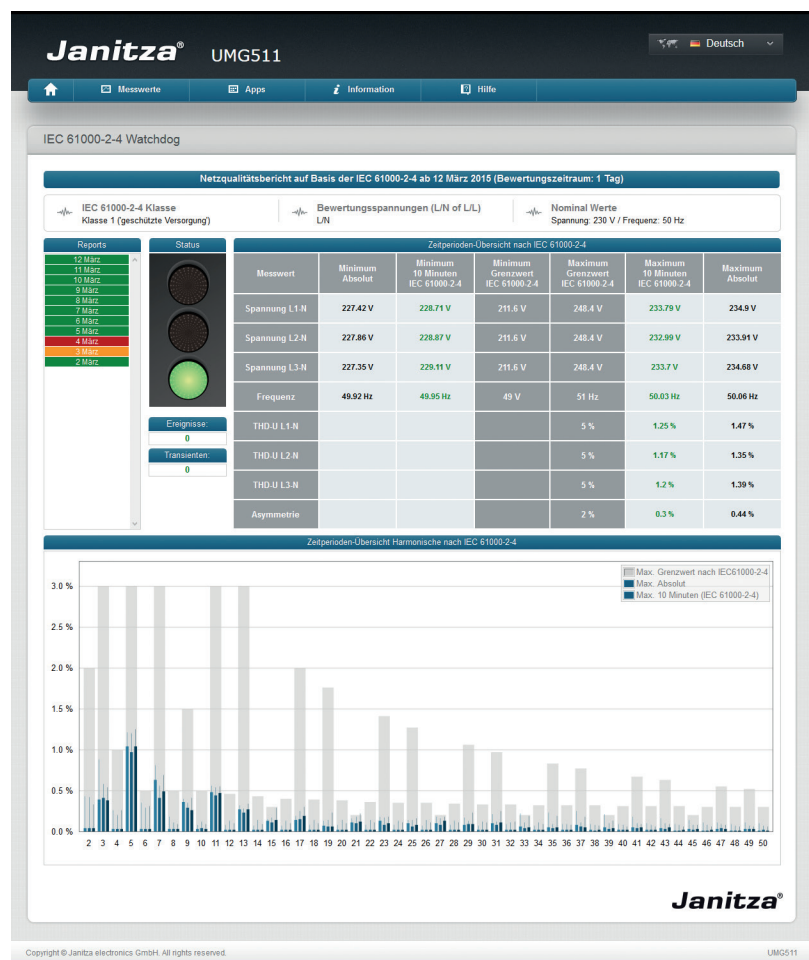 Janitza®
UMG511
Deutsch
Messwerte
Apps
Information
Hilfe
IEC 61000-2-4 Watchdog
Netzqualitätsbericht auf Basis der IEC 61000-2-4 ab 12 März 2015 (Bewertungszeitraum: 1 Tag)
IEC 61000-2-4 Klasse
Klasse 1 ('geschützte Versorgung')
Bewertungsspannungen (L/N of L/L)
L/N
Nominal Werte
Spannung: 230 V / Frequenz: 50 Hz
Reports
12 März
11 März
10 März
9 März
8 März
7 März
6 März
5 März
4 März
3 März
2 März
Status
Ereignisse:
0
Transienten:
0
Zeitperioden-Übersicht nach IEC 61000-2-4
Messwert Minimum Absolut Minimum 10 Minuten IEC 61000-2-4 Minimum Grenzwert IEC 61000-2-4 Maximum Grenzwert IEC 61000-2-4 Maximum 10 Minuten IEC 61000-2-4 Maximum Absolut
Spannung L1-N 227.42 V 228.71 V 211.6 V 248.4 V 233.79 V 234.9 V
Spannung L2-N 227.86 V 228.87 V 211.6 V 248.4 V 232.99 V 233.91 V
Spannung L3-N 227.35 V 229.11 V 211.6 V 248.4 V 233.7 V 234.68 V
Frequenz 49.92 Hz 49.95 Hz 49 V 51 Hz 50.03 Hz 50.06 Hz
THD-U L1-N 5 % 1.25 % 1.47 %
THD-U L2-N 5 % 1.17 % 1.35 %
THD-U L3-N 5 % 1.2 % 1.39 %
Asymmetrie 2 % 0.3 % 0.44 %
Zeitperioden-Übersicht Harmonische nach IEC 61000-2-4
Max. Grenzwert nach IEC61000-2-4
Max. Absolut
Max. 10 Minuten (IEC 61000-2-4)
3.0 %
2.5 %
2.0 %
1.5 %
1.0 %
0.5 %
0.0 %
2 3 4 5 6 7 8 9 10 11 12 13 14 15 16 17 18 19 20 21 22 23 24 25 26 27 28 29 30 31 32 33 34 35 36 37 38 39 40 41 42 43 44 45 46 47 48 49 50
Janitza®
Copyright © Janitza electronics GmbH. All rights reserved.
UMG511